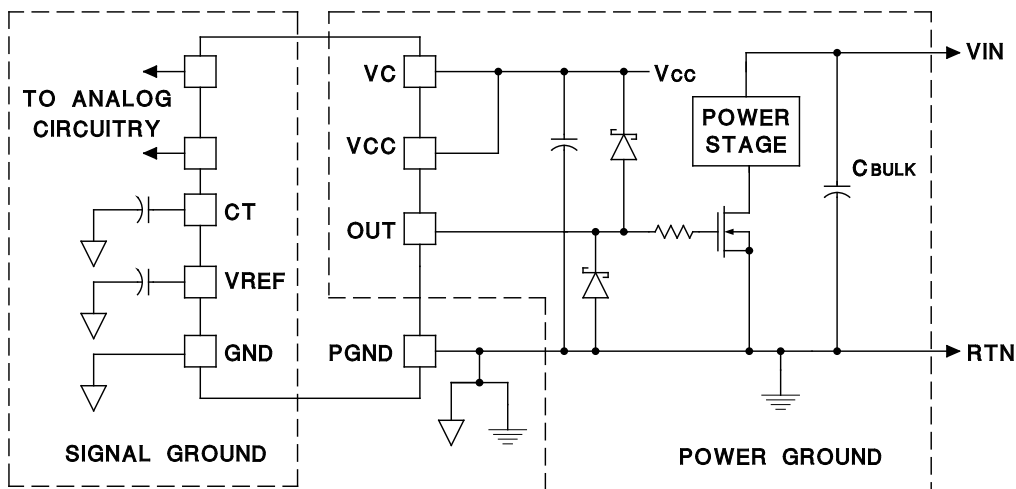 VIN
VC
VCC
TO ANALOG
CIRCUITRY
POWER
STAGE
VCC
CBULK
CT
OUT
VREF
GND
PGND
RTN
SIGNAL GROUND
POWER GROUND